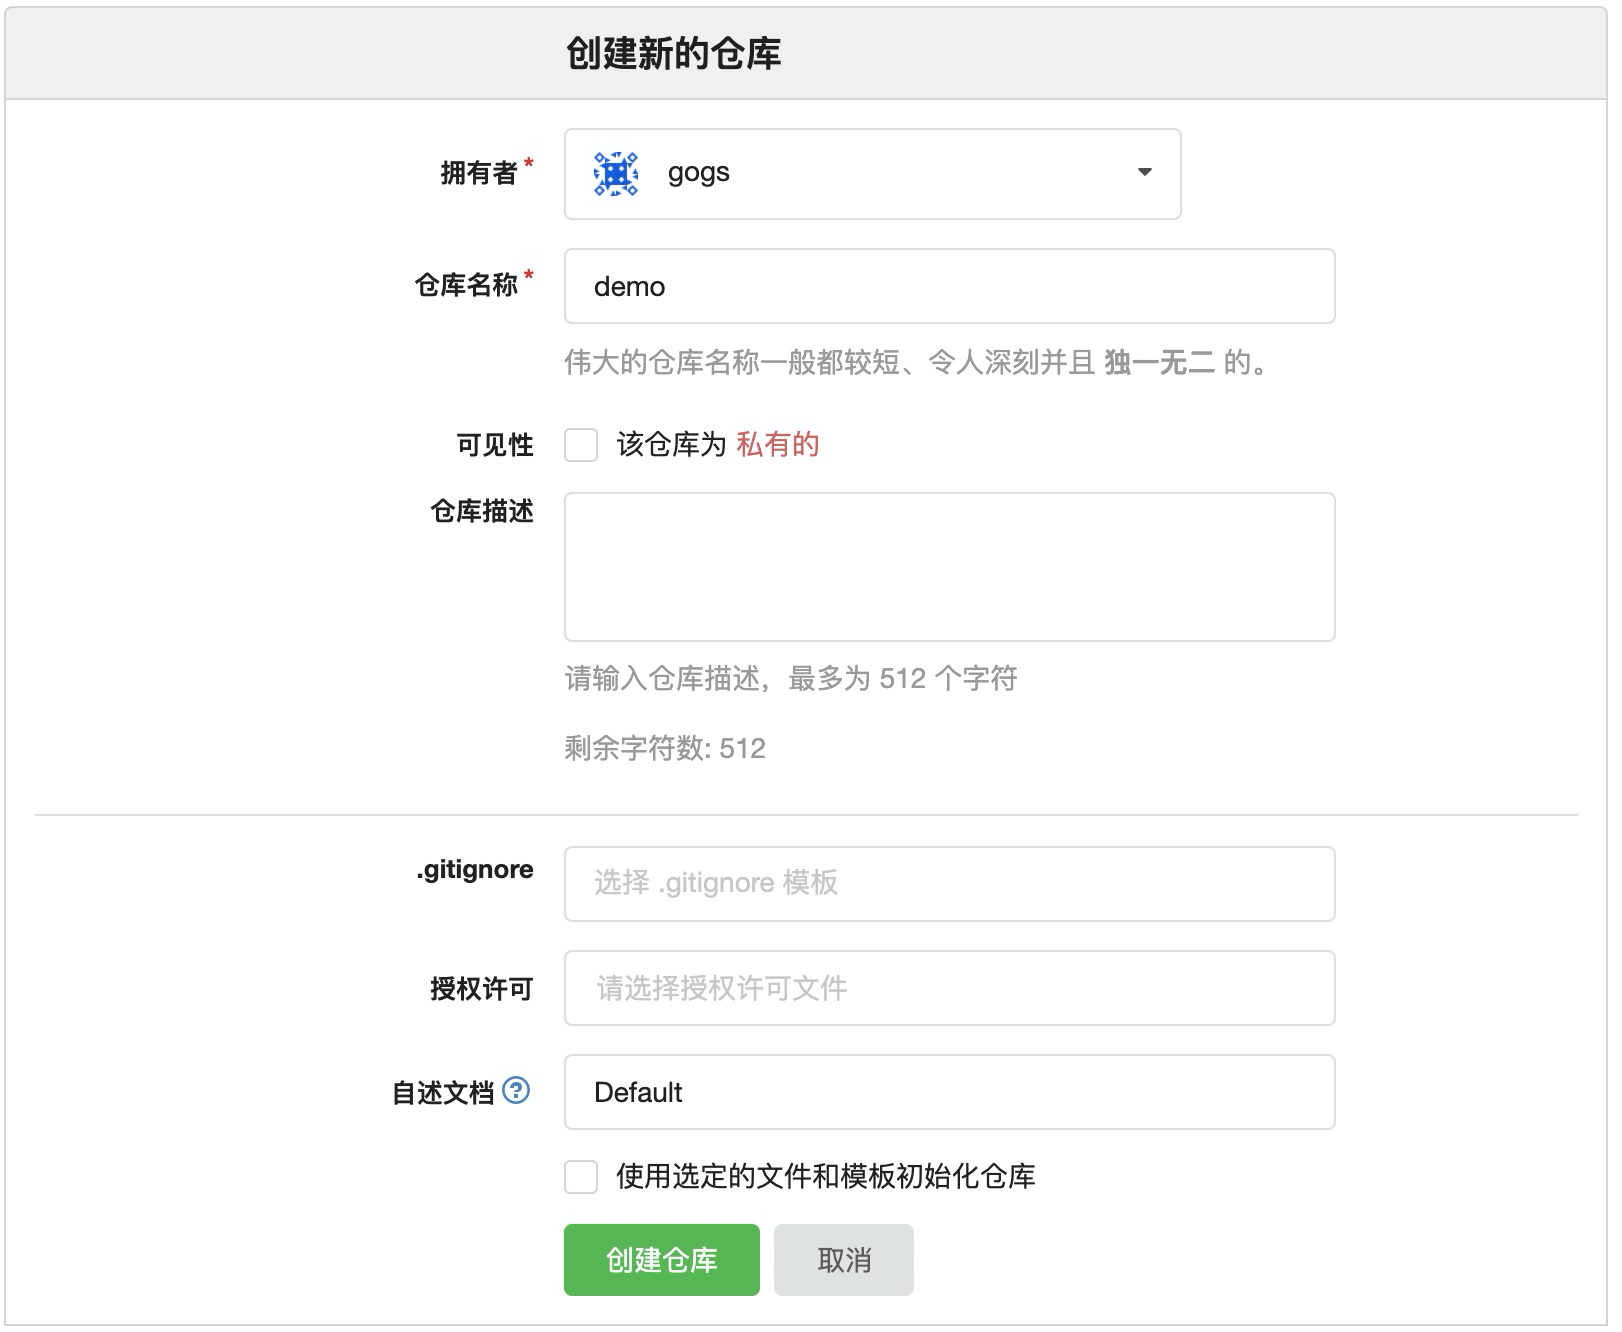 创建新的仓库
拥有者*
gogs
仓库名称*
demo
伟大的仓库名称一般都较短、令人深刻并且 独一无二 的。
可见性
该仓库为 私有的
仓库描述
请输入仓库描述，最多为 512 个字符
剩余字符数: 512
.gitignore
选择 .gitignore 模板
授权许可
请选择授权许可文件
自述文档
Default
使用选定的文件和模板初始化仓库
创建仓库
取消